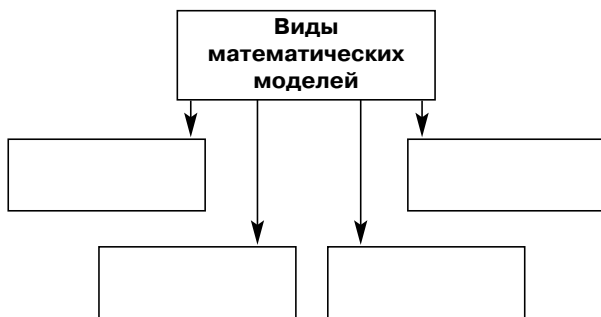 Виды
математических
моделей